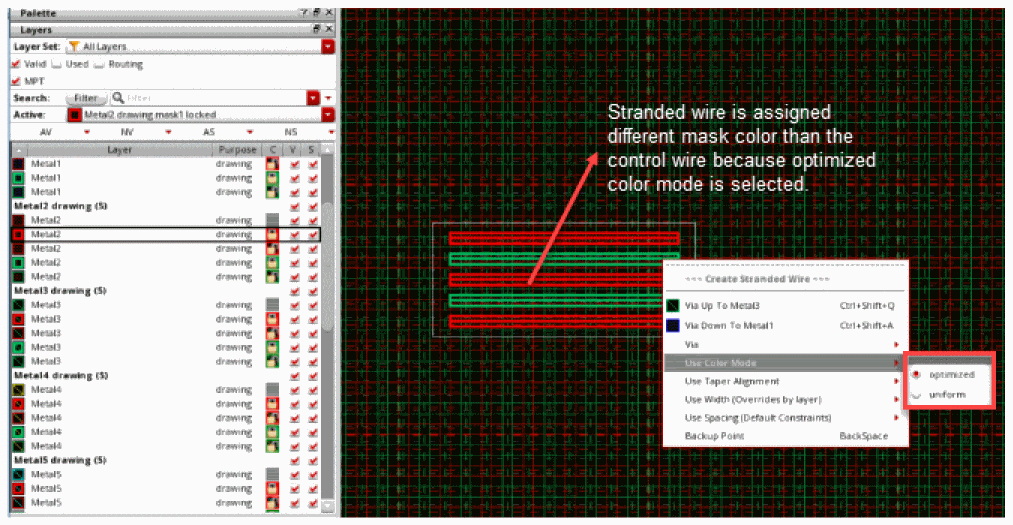 Palette
Layers
Layer Set: All Layers
Valid Used Routing
MPT
Search: Filter Filter
Active: Metal2 drawing mask1 locked
AV NV AS NS
Layer Purpose C V S
Metal1 drawing
Metal1 drawing
Metal1 drawing
Metal2 drawing (5)
Metal2 drawing
Metal2 drawing
Metal2 drawing
Metal2 drawing
Metal2 drawing
Metal3 drawing (5)
Metal3 drawing
Metal3 drawing
Metal3 drawing
Metal3 drawing
Metal3 drawing
Metal4 drawing (5)
Metal4 drawing
Metal4 drawing
Metal4 drawing
Metal4 drawing
Metal4 drawing
Metal5 drawing (5)
Metal5 drawing
Metal5 drawing
Metal5 drawing
Stranded wire is assigned
different mask color than the
control wire because optimized
color mode is selected.
~~~ Create Stranded Wire ~~~
Via Up To Metal3 Ctrl+Shift+Q
Via Down To Metal1 Ctrl+Shift+A
Via
Use Color Mode
Use Taper Alignment
Use Width (Overrides by layer)
Use Spacing (Default Constraints)
Backup Point BackSpace
optimized
uniform